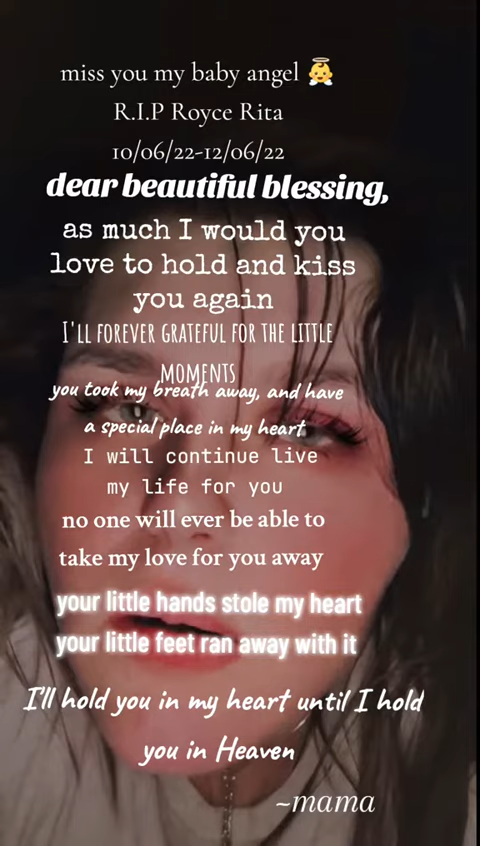 miss you my baby angel 👼
R.I.P Royce Rita
10/06/22-12/06/22
dear beautiful blessing,
as much I would you
love to hold and kiss
you again
I'll forever grateful for the little
moments
you took my breath away, and have
a special place in my heart
I will continue live
my life for you
no one will ever be able to
take my love for you away
your little hands stole my heart
your little feet ran away with it
I'll hold you in my heart until I hold
you in Heaven
~mama